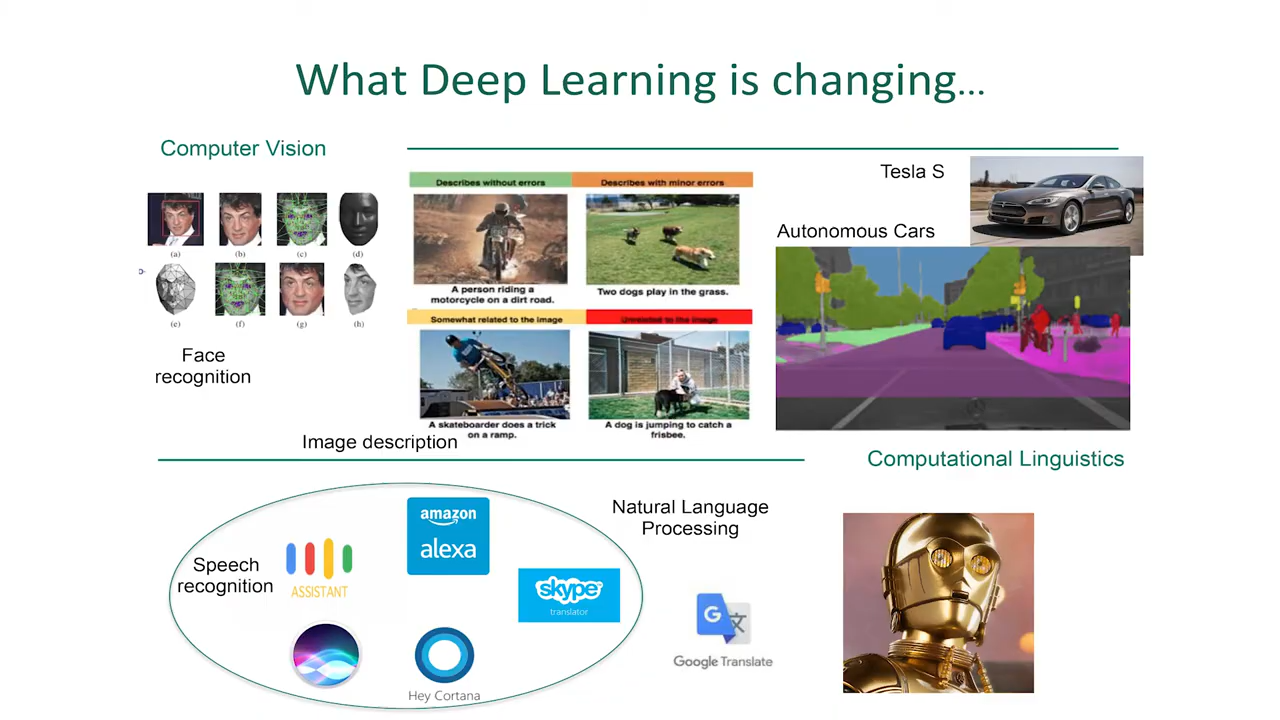 What Deep Learning is changing...
Computer Vision
(a)
(b)
(c)
(d)
(e)
(f)
(g)
(h)
Face
recognition
Describes without errors
Describes with minor errors
A person riding a
motorcycle on a dirt road.
Two dogs play in the grass.
Somewhat related to the image
Unrelated to the image
A skateboarder does a trick
on a ramp.
A dog is jumping to catch a
frisbee.
Image description
Tesla S
Autonomous Cars
Computational Linguistics
Speech
recognition
ASSISTANT
amazon
alexa
skype
translator
Hey Cortana
Natural Language
Processing
G
文
Google Translate